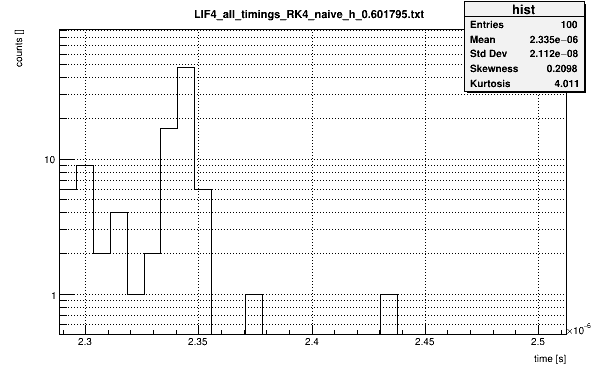 LIF4_all_timings_RK4_naive_h_0.601795.txt
hist
Entries 100
Mean 2.335e−06
Std Dev 2.112e−08
Skewness 0.2098
Kurtosis 4.011
counts []
10
1
2.3 2.35 2.4 2.45 2.5
×10⁻⁶
time [s]